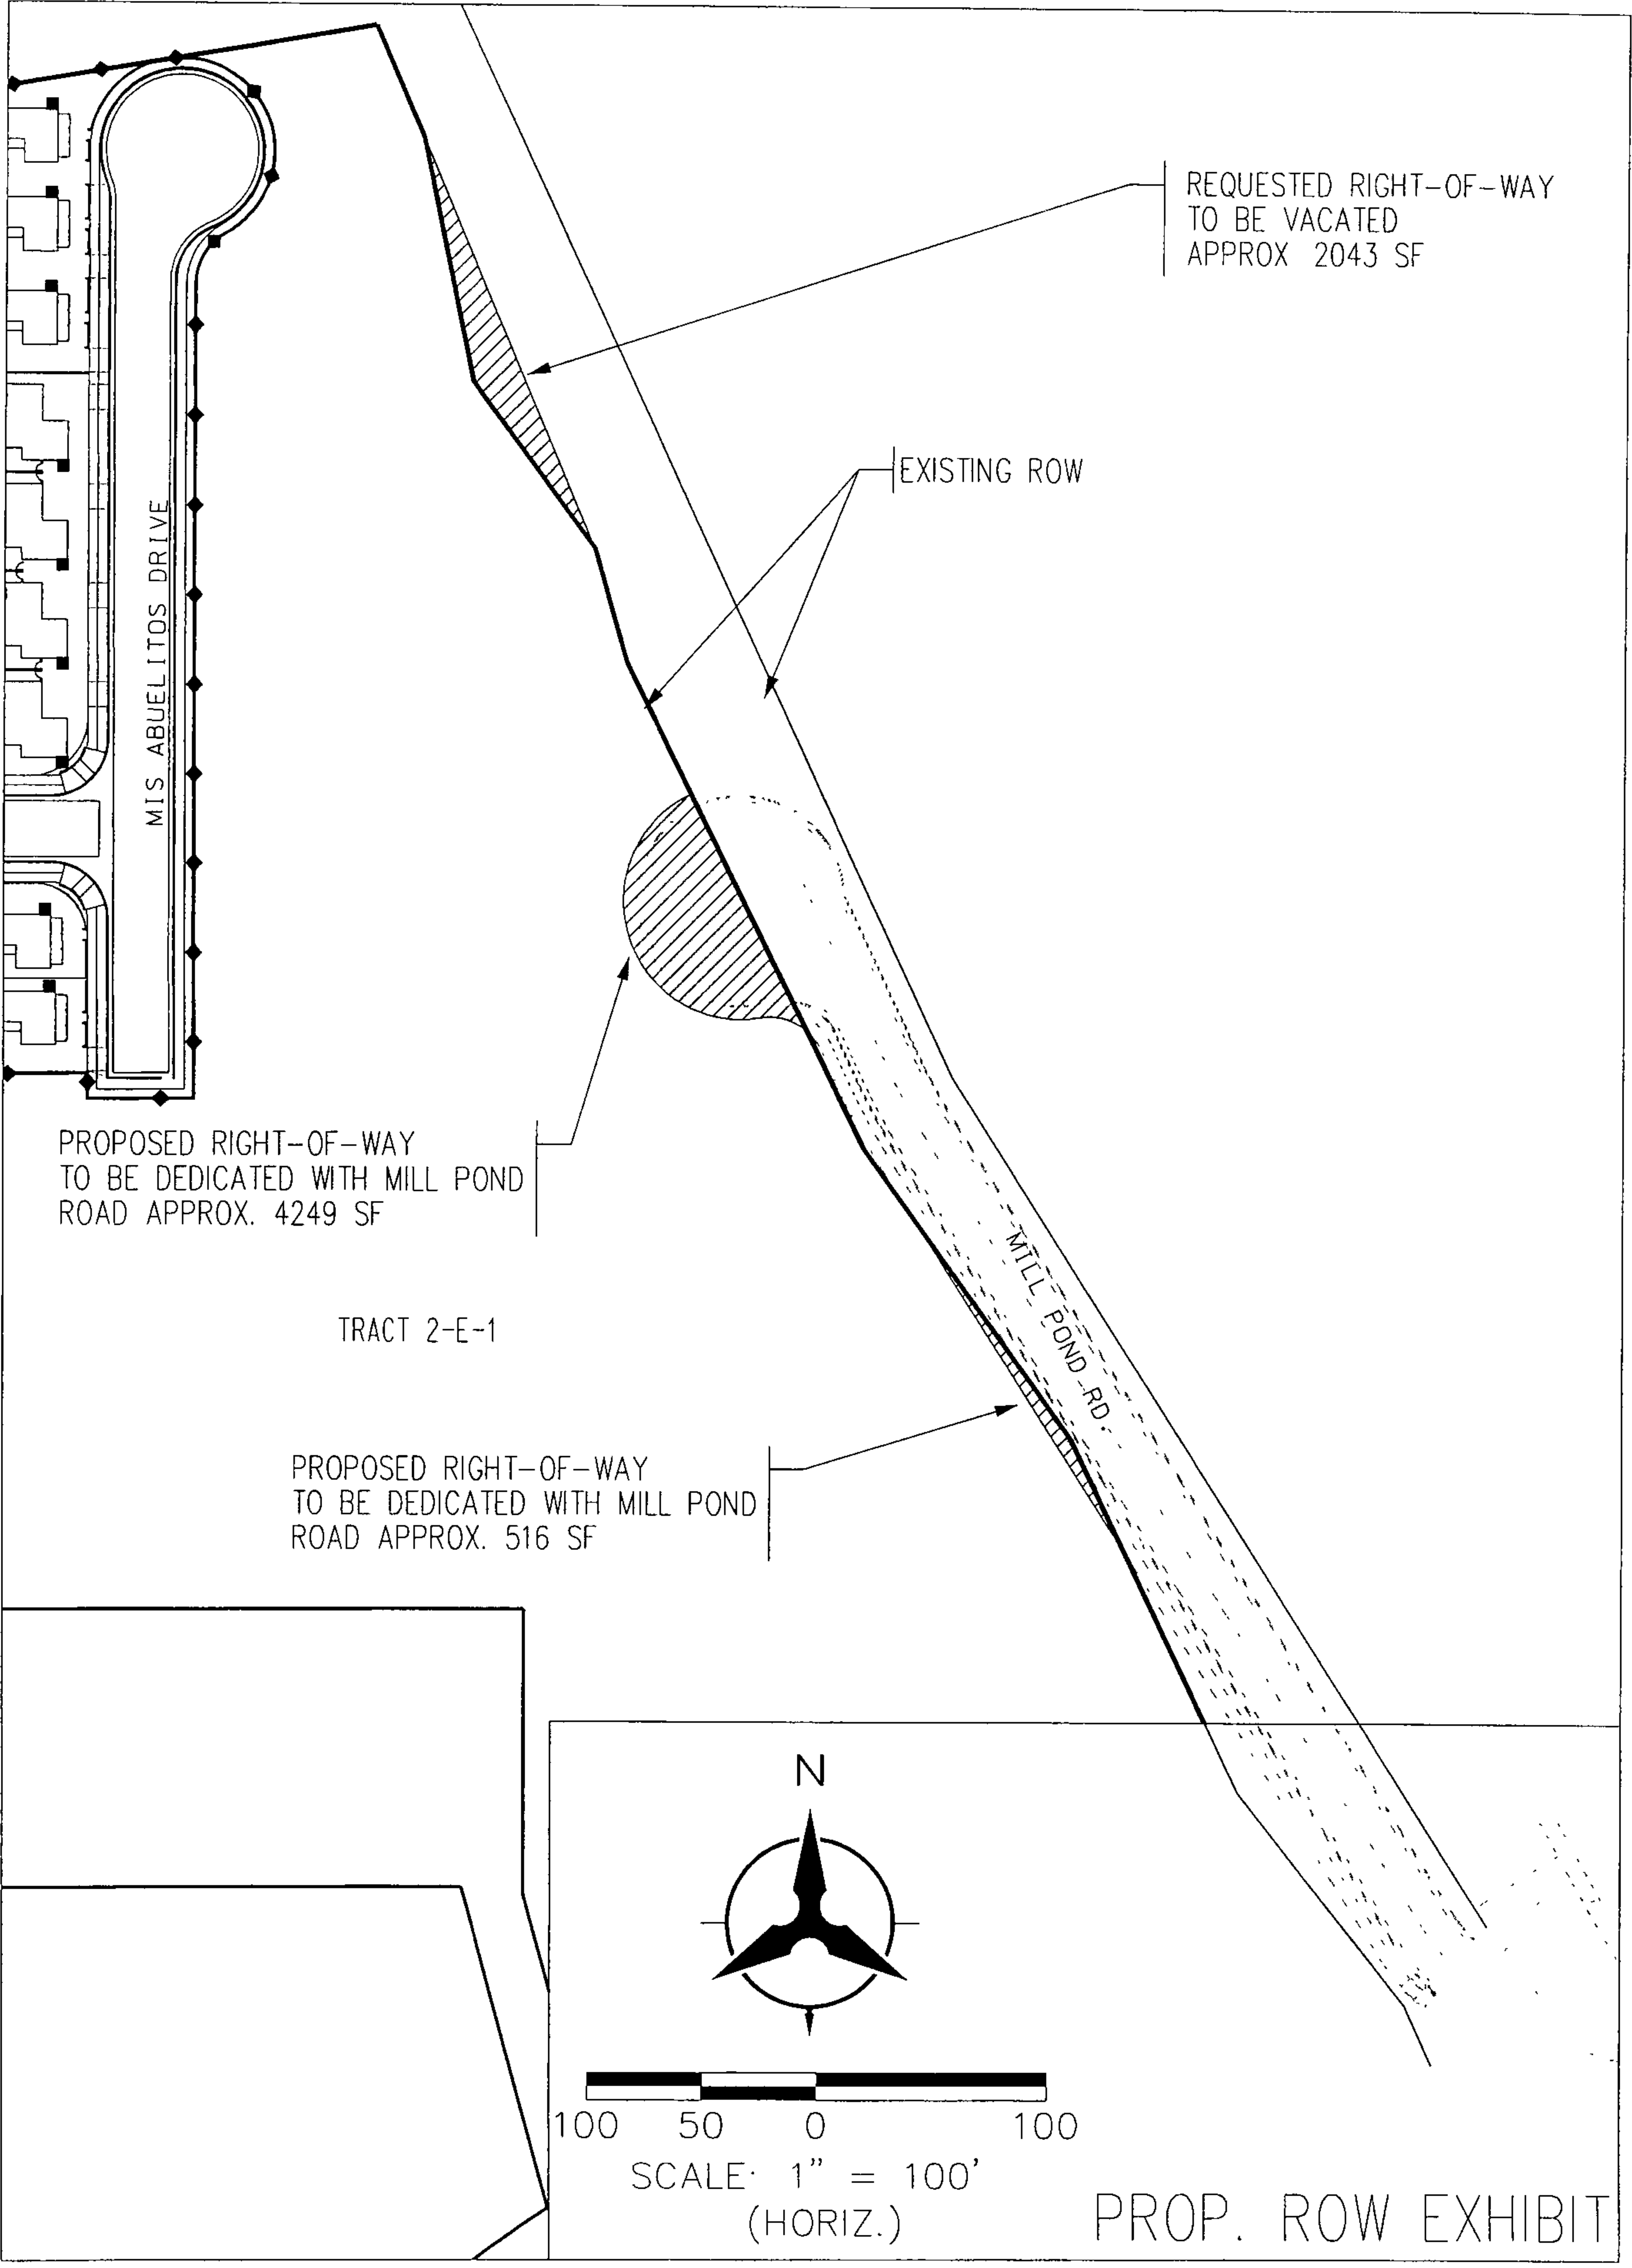 REQUESTED RIGHT-OF-WAY
TO BE VACATED
APPROX 2043 SF
EXISTING ROW
MIS ABUELITOS DRIVE
PROPOSED RIGHT-OF-WAY
TO BE DEDICATED WITH MILL POND
ROAD APPROX. 4249 SF
MILL POND RD.
TRACT 2-E-1
PROPOSED RIGHT-OF-WAY
TO BE DEDICATED WITH MILL POND
ROAD APPROX. 516 SF
N
100 50 0 100
SCALE: 1" = 100'
(HORIZ.)
PROP. ROW EXHIBIT